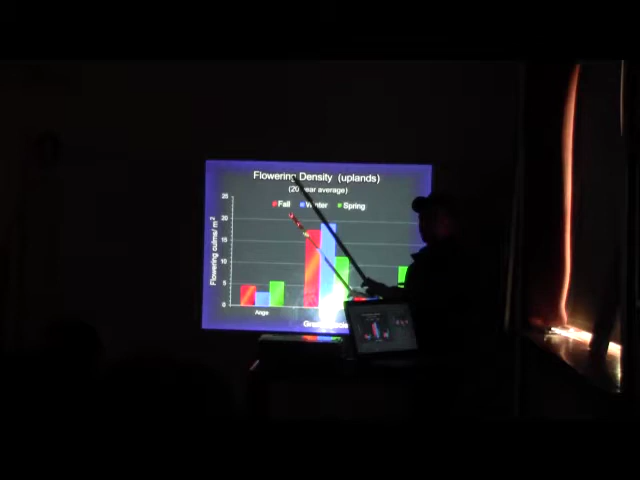 Flowering Density (uplands)
(20 year average)
Fall Winter Spring
Flowering culms/ m²
25
20
15
10
5
0
Ange